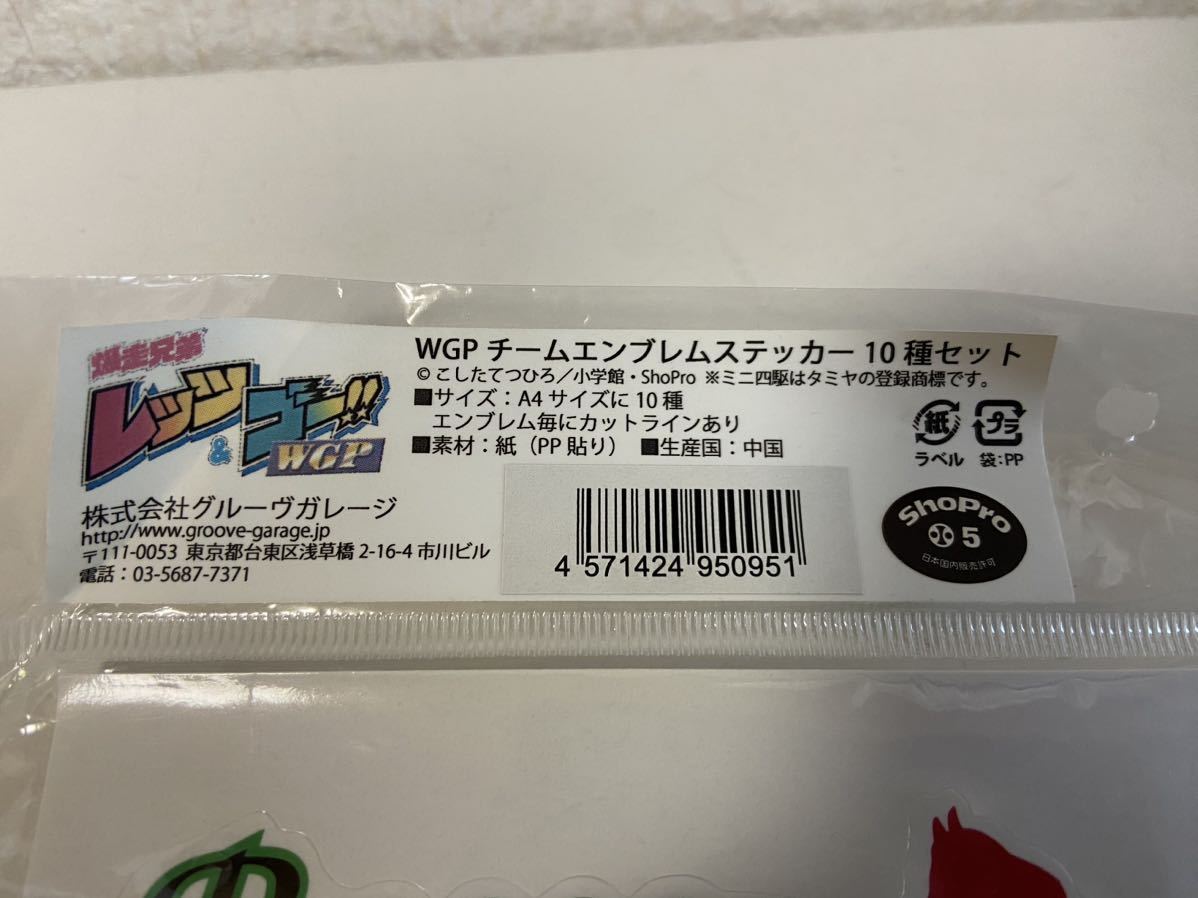 爆走兄弟
レッツ
&
ゴー!!
WGP
WGP チームエンブレムステッカー 10 種セット
© こしたてつひろ／小学館・ShoPro ※ミニ四駆はタミヤの登録商標です。
■サイズ：A4 サイズに 10 種
エンブレム毎にカットラインあり
■素材：紙（PP 貼り） ■生産国：中国
紙
ラベル
プラ
袋：PP
株式会社グルーヴガレージ
http://www.groove-garage.jp
〒111-0053 東京都台東区浅草橋 2-16-4 市川ビル
電話：03-5687-7371
4 571424 950951
ShoPro
5
日本国内販売許可